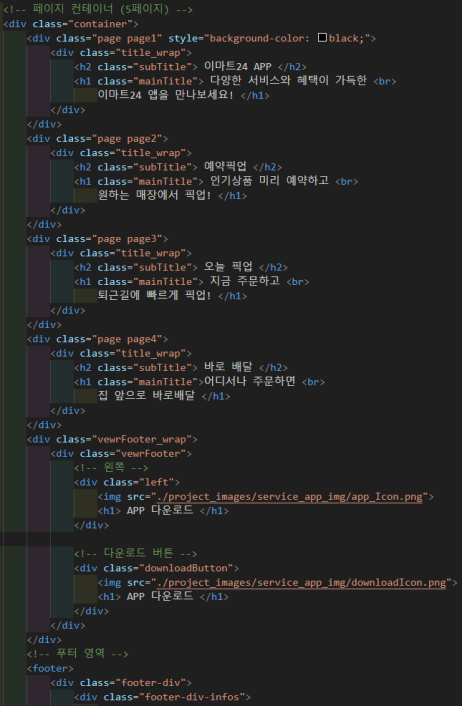 <!-- 페이지 컨테이너 (5페이지) -->
<div class="container">
<div class="page page1" style="background-color: black;">
<div class="title_wrap">
<h2 class="subTitle"> 이마트24 APP </h2>
<h1 class="mainTitle"> 다양한 서비스와 혜택이 가득한 <br>
이마트24 앱을 만나보세요! </h1>
</div>
</div>
<div class="page page2">
<div class="title_wrap">
<h2 class="subTitle"> 예약픽업 </h2>
<h1 class="mainTitle"> 인기상품 미리 예약하고 <br>
원하는 매장에서 픽업! </h1>
</div>
</div>
<div class="page page3">
<div class="title_wrap">
<h2 class="subTitle"> 오늘 픽업 </h2>
<h1 class="mainTitle"> 지금 주문하고 <br>
퇴근길에 빠르게 픽업! </h1>
</div>
</div>
<div class="page page4">
<div class="title_wrap">
<h2 class="subTitle"> 바로 배달 </h2>
<h1 class="mainTitle">어디서나 주문하면 <br>
집 앞으로 바로배달 </h1>
</div>
</div>
<div class="vewrFooter_wrap">
<div class="vewrFooter">
<!-- 왼쪽 -->
<div class="left">
<img src="./project_images/service_app_img/app_Icon.png">
<h1> APP 다운로드 </h1>
</div>
<!-- 다운로드 버튼 -->
<div class="downloadButton">
<img src="./project_images/service_app_img/downloadIcon.png">
<h1> APP 다운로드 </h1>
</div>
</div>
</div>
<!-- 푸터 영역 -->
<footer>
<div class="footer-div">
<div class="footer-div-infos">